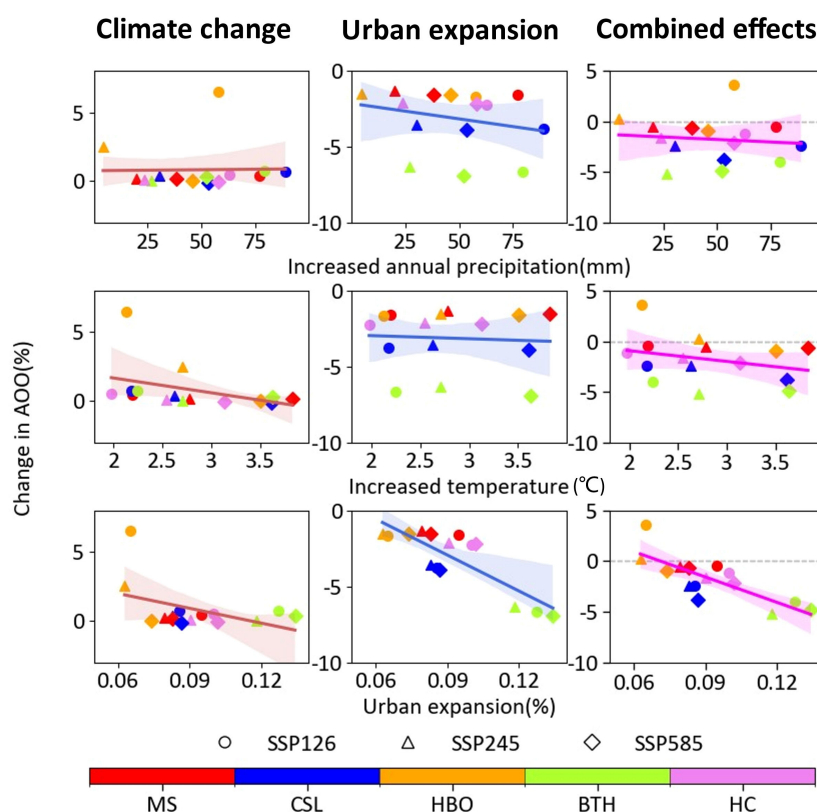 Climate change Urban expansion Combined effects
5 0 5
0 -5 0
-5
-10 -10
25 50 75 25 50 75 25 50 75
Increased annual precipitation(mm)
Change in AOO(%)
5 0 5
0 -5 0
-5
-10 -10
2 2.5 3 3.5 2 2.5 3 3.5 2 2.5 3 3.5
Increased temperature(℃)
5 0 5
0 -5 0
-5
-10 -10
0.06 0.09 0.12 0.06 0.09 0.12 0.06 0.09 0.12
Urban expansion(%)
SSP126 SSP245 SSP585
MS CSL HBO BTH HC